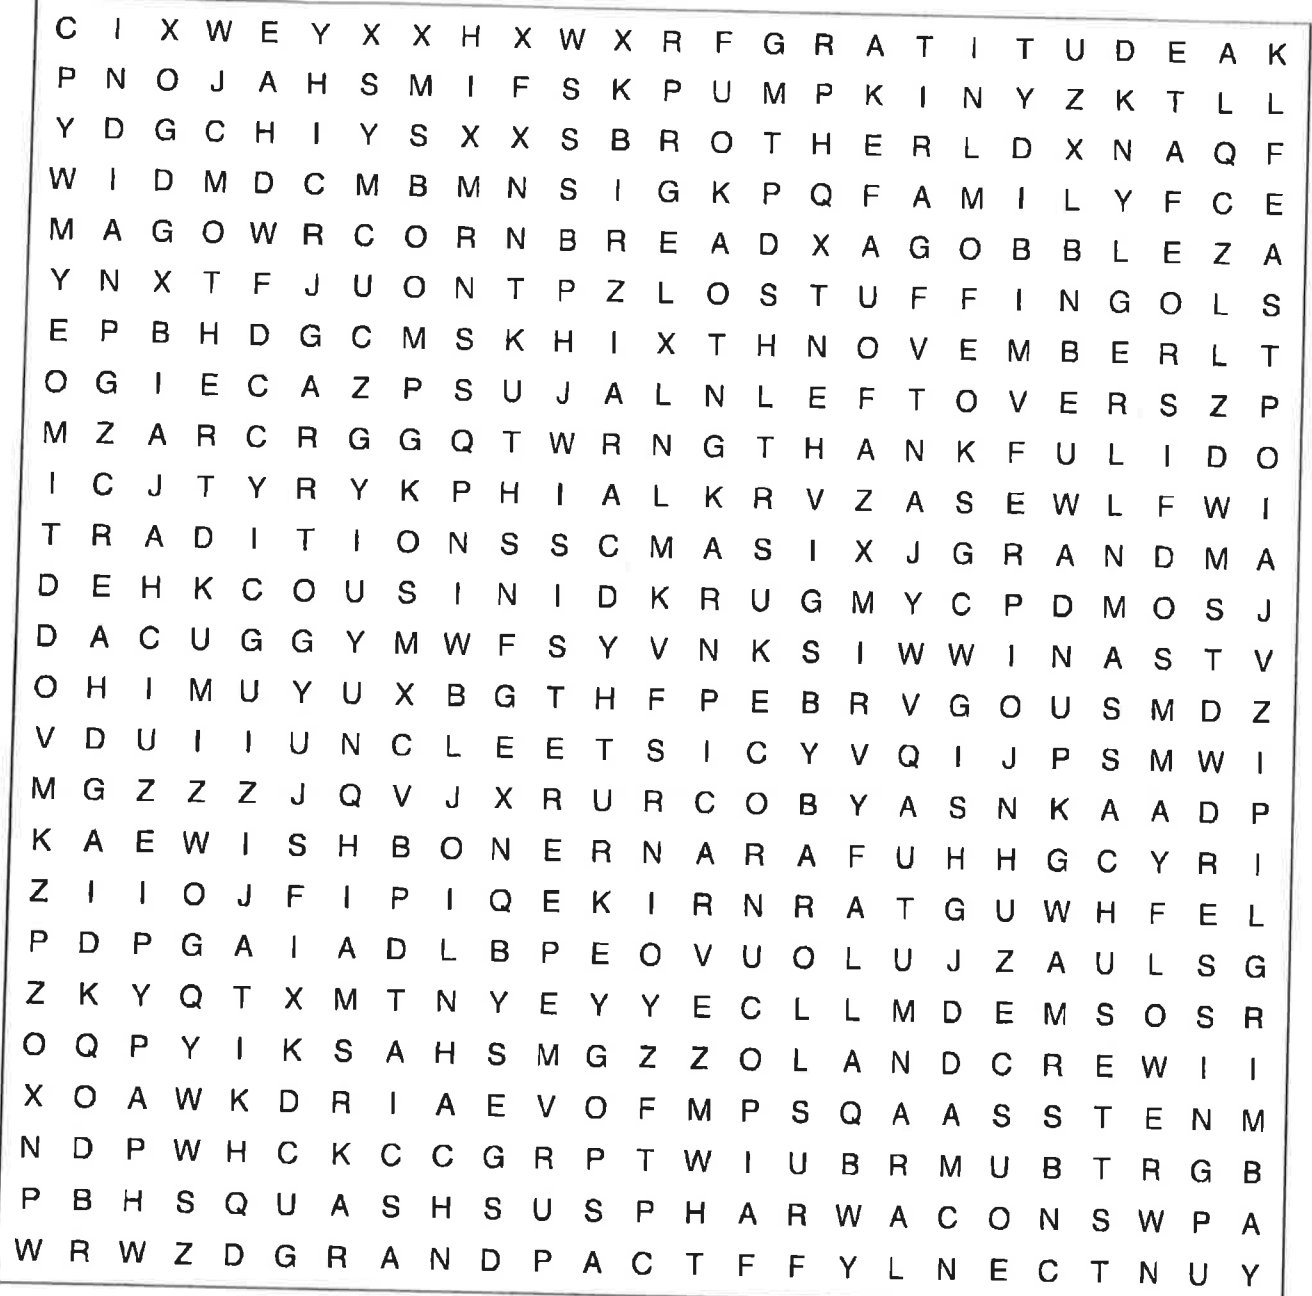 C I X W E Y X X H X W X R F G R A T I T U D E A K
P N O J A H S M I F S K P U M P K I N Y Z K T L L
Y D G C H I Y S X X S B R O T H E R L D X N A Q F
W I D M D C M B M N S I G K P Q F A M I L Y F C E
M A G O W R C O R N B R E A D X A G O B B L E Z A
Y N X T F J U O N T P Z L O S T U F F I N G O L S
E P B H D G C M S K H I X T H N O V E M B E R L T
O G I E C A Z P S U J A L N L E F T O V E R S Z P
M Z A R C R G G Q T W R N G T H A N K F U L I D O
I C J T Y R Y K P H I A L K R V Z A S E W L F W I
T R A D I T I O N S S C M A S I X J G R A N D M A
D E H K C O U S I N I D K R U G M Y C P D M O S J
D A C U G G Y M W F S Y V N K S I W W I N A S T V
O H I M U Y U X B G T H F P E B R V G O U S M D Z
V D U I I U N C L E E T S I C Y V Q I J P S M W I
M G Z Z Z J Q V J X R U R C O B Y A S N K A A D P
K A E W I S H B O N E R N A R A F U H H G C Y R I
Z I I O J F I P I Q E K I R N R A T G U W H F E L
P D P G A I A D L B P E O V U O L U J Z A U L S G
Z K Y Q T X M T N Y E Y Y E C L L M D E M S O S R
O Q P Y I K S A H S M G Z Z O L A N D C R E W I I
X O A W K D R I A E V O F M P S Q A A S S T E N M
N D P W H C K C C G R P T W I U B R M U B T R G B
P B H S Q U A S H S U S P H A R W A C O N S W P A
W R W Z D G R A N D P A C T F F Y L N E C T N U Y